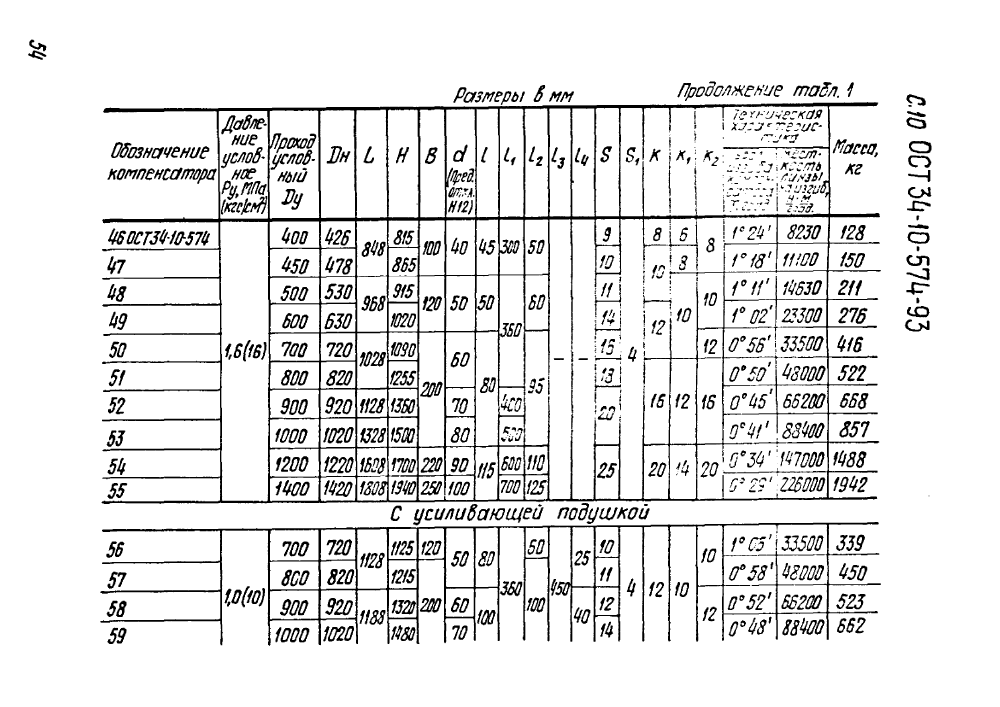 54
с.10 ОСТ34-10-574-93
Размеры в мм Продолжение табл. 1
Обозначение компенсатора | Давление условное Ру, МПа (кгс/см²) | Проход условный Dу | Dн | L | H | B | d (Пред. откл. H12) | l | l₁ | l₂ | l₃ | l₄ | S | S₁ | к | к₁ | к₂ | Техническая характеристика | Масса, кг
46 ОСТ34-10-574 | 1,6(16) | 400 | 426 | 848 | 815 | 100 | 40 | 45 | 300 | 50 | – | – | 9 | 4 | 8 | 6 | 8 | 1°24' | 8230 | 128
47 | 450 | 478 | 865 | 10 | 10 | 8 | 1°18' | 11100 | 150
48 | 500 | 530 | 968 | 915 | 120 | 50 | 50 | 360 | 60 | 11 | 10 | 10 | 1°11' | 14630 | 211
49 | 600 | 630 | 1020 | 14 | 12 | 1°02' | 23300 | 276
50 | 700 | 720 | 1028 | 1090 | 200 | 60 | 80 | 95 | 16 | 12 | 0°56' | 33500 | 416
51 | 800 | 820 | 1255 | 13 | 16 | 12 | 16 | 0°50' | 48000 | 522
52 | 900 | 920 | 1128 | 1360 | 70 | 400 | 20 | 0°45' | 66200 | 668
53 | 1000 | 1020 | 1328 | 1500 | 80 | 500 | 0°41' | 88400 | 857
54 | 1200 | 1220 | 1608 | 1700 | 220 | 90 | 115 | 600 | 110 | 25 | 20 | 14 | 20 | 0°34' | 147000 | 1488
55 | 1400 | 1420 | 1808 | 1940 | 250 | 100 | 700 | 125 | 0°29' | 226000 | 1942
С усиливающей подушкой
56 | 1,0(10) | 700 | 720 | 1128 | 1125 | 120 | 50 | 80 | 360 | 50 | 450 | 25 | 10 | 4 | 12 | 10 | 10 | 1°05' | 33500 | 339
57 | 800 | 820 | 1215 | 200 | 100 | 11 | 0°58' | 48000 | 450
58 | 900 | 920 | 1188 | 1320 | 60 | 100 | 40 | 12 | 12 | 0°52' | 66200 | 523
59 | 1000 | 1020 | 1480 | 70 | 14 | 0°48' | 88400 | 662